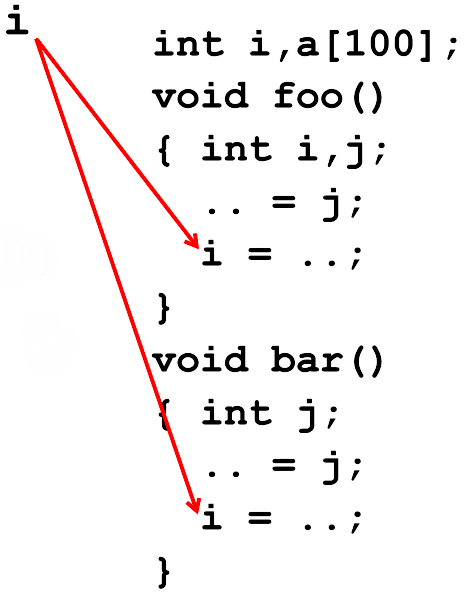 i
int i,a[100];
void foo()
{ int i,j;
.. = j;
i = ..;
}
void bar()
{ int j;
.. = j;
i = ..;
}